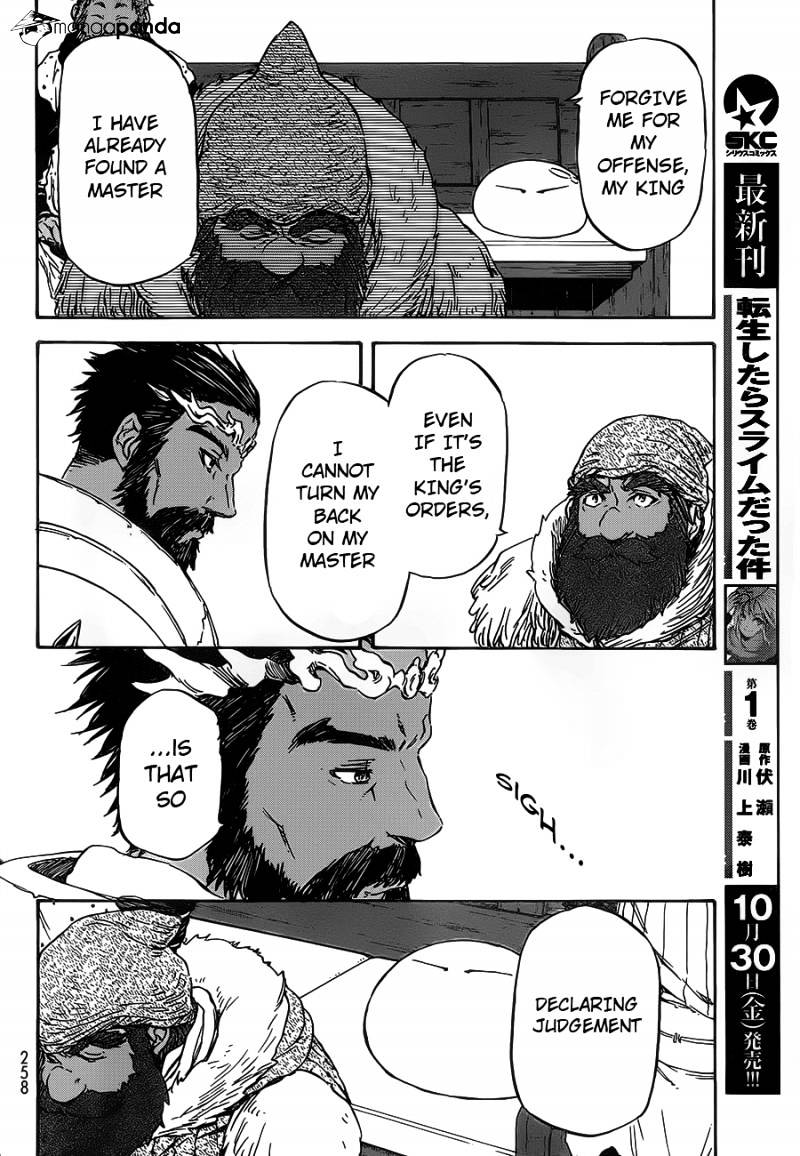 mangapanda
FORGIVE
ME FOR
MY
OFFENSE,
MY KING
I HAVE
ALREADY
FOUND A
MASTER
EVEN
IF IT'S
THE
KING'S
ORDERS,
I
CANNOT
TURN MY
BACK
ON MY
MASTER
...IS
THAT
SO
SIGH...
DECLARING
JUDGEMENT
258
SKC
シリウスコミックス
最新刊
転生したらスライムだった件
第1巻
原作 伏瀬
漫画 川上泰樹
10月30日(金)発売!!!